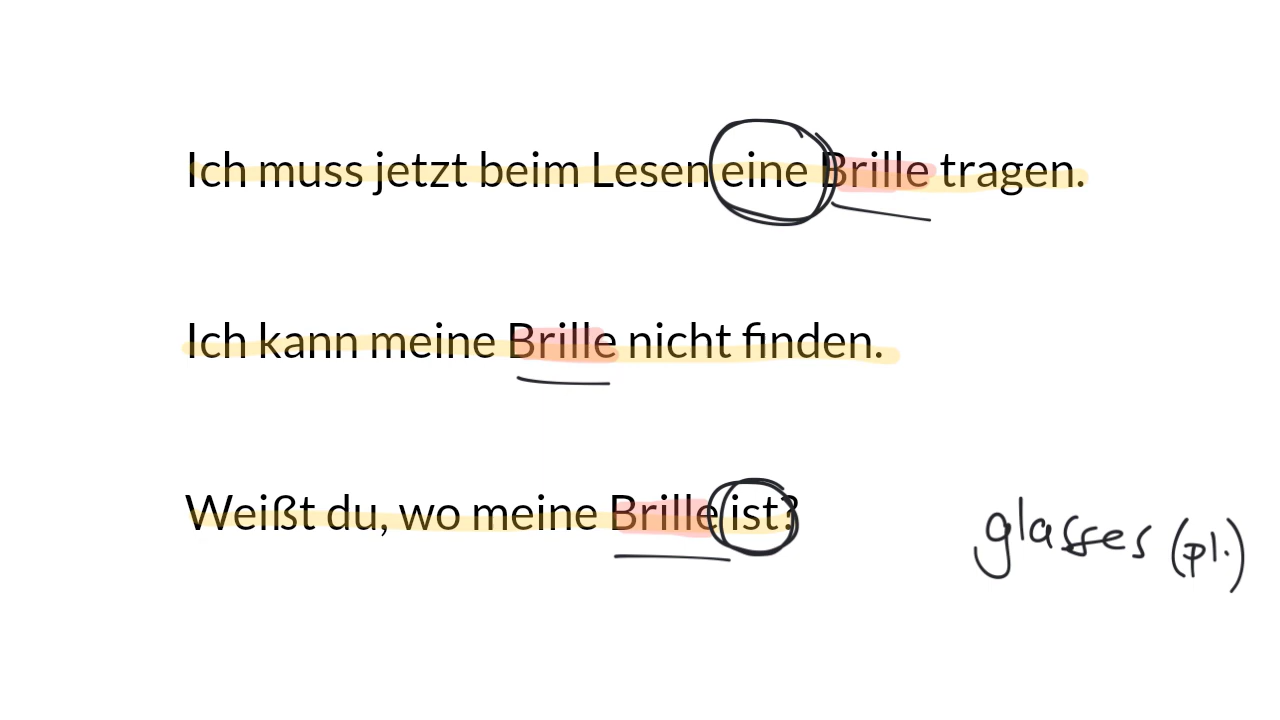 Ich muss jetzt beim Lesen eine Brille tragen.
Ich kann meine Brille nicht finden.
Weißt du, wo meine Brille ist?
glasses (pl.)